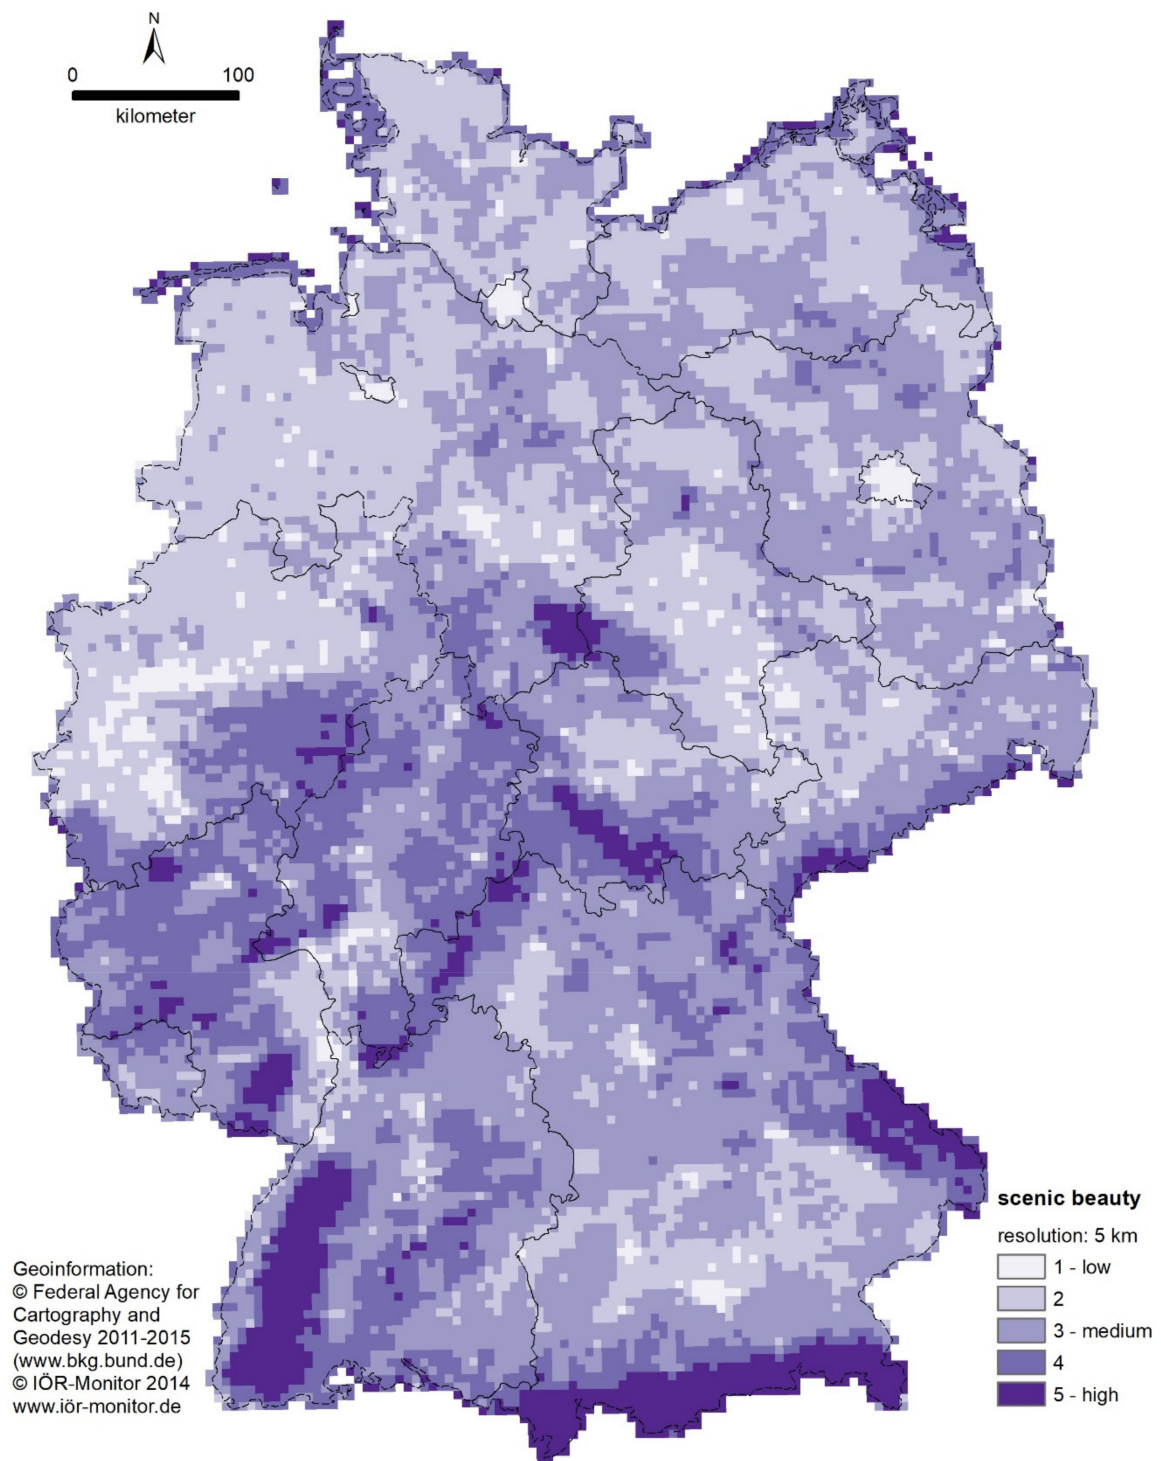 N
0 100
kilometer
scenic beauty
resolution: 5 km
1 - low
2
3 - medium
4
5 - high
Geoinformation:
© Federal Agency for
Cartography and
Geodesy 2011-2015
(www.bkg.bund.de)
© IÖR-Monitor 2014
www.iör-monitor.de